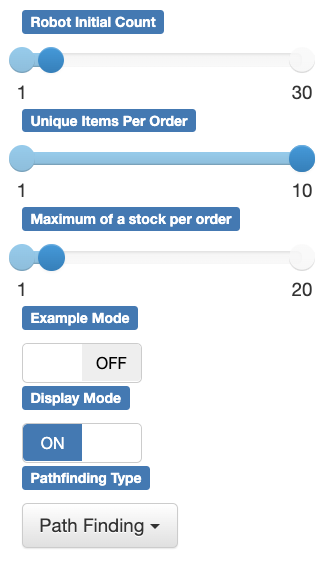 Robot Initial Count
1 30
Unique Items Per Order
1 10
Maximum of a stock per order
1 20
Example Mode
OFF
Display Mode
ON
Pathfinding Type
Path Finding